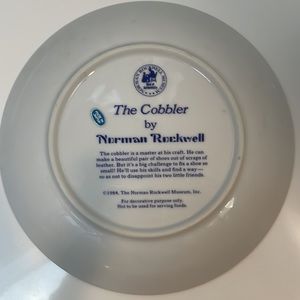 NORMAN ROCKWELL MUSEUM
The Cobbler
by
Norman Rockwell
The cobbler is a master at his craft. He can
make a beautiful pair of shoes out of scraps of
leather. But it's a big challenge to fix a shoe so
small! He'll use his skills and find a way—
so as not to disappoint his two little friends.
©1984, The Norman Rockwell Museum, Inc.
For decorative purpose only.
Not to be used for serving foods.